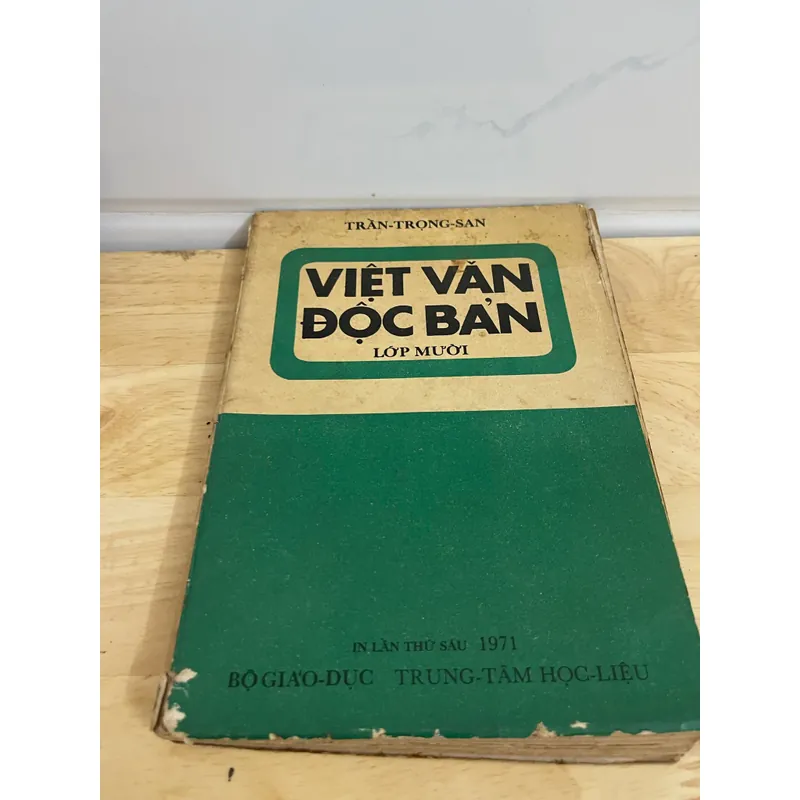 TRẦN-TRỌNG-SAN
VIỆT VĂN
ĐỘC BẢN
LỚP MƯỜI
IN LẦN THỨ SÁU 1971
BỘ GIÁO-DỤC TRUNG-TÂM HỌC-LIỆU